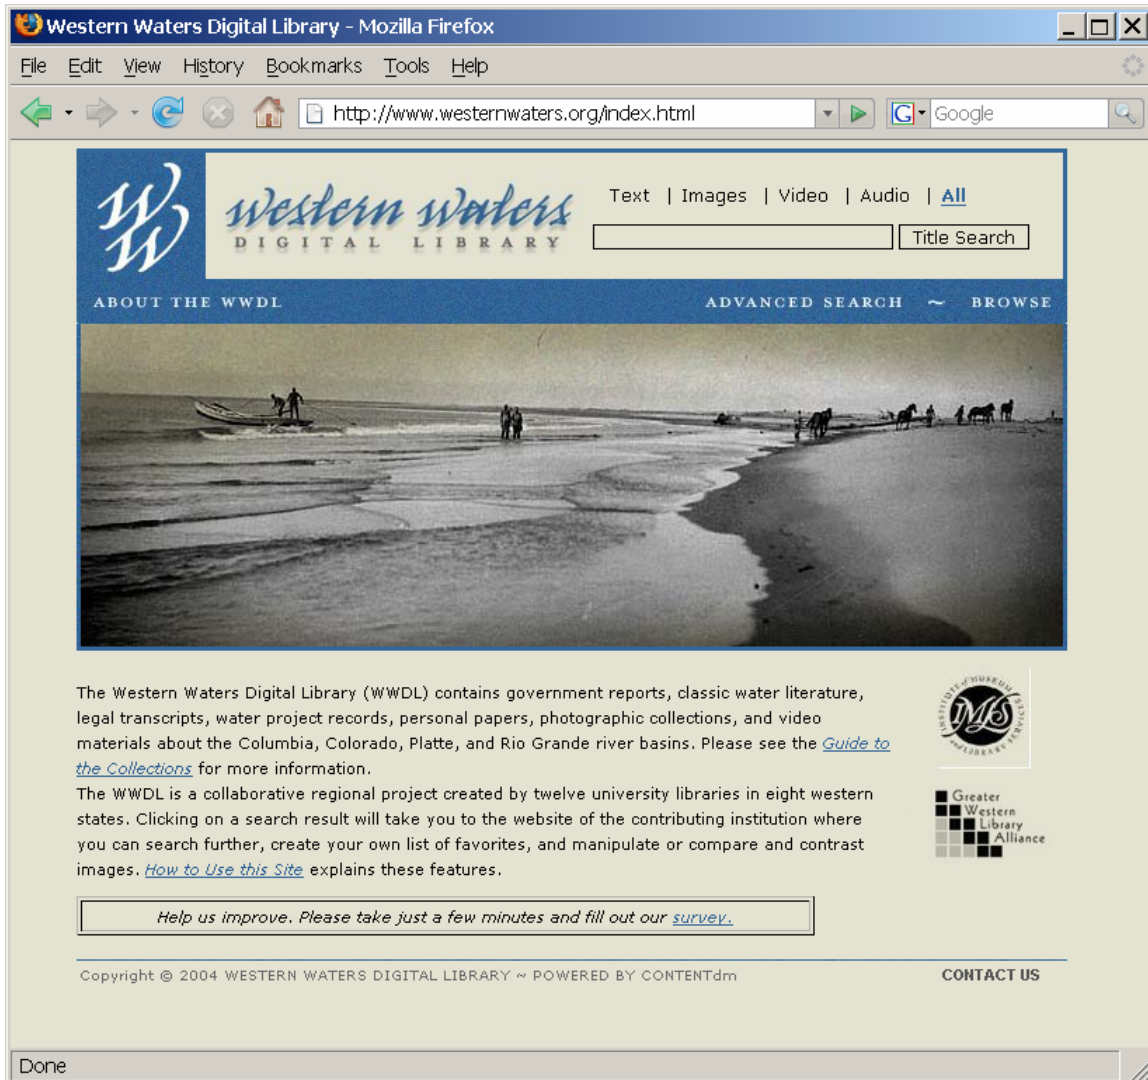 Western Waters Digital Library - Mozilla Firefox
File Edit View History Bookmarks Tools Help
http://www.westernwaters.org/index.html
G Google
WW
western waters
DIGITAL LIBRARY
Text | Images | Video | Audio | All
Title Search
ABOUT THE WWDL
ADVANCED SEARCH ~ BROWSE
The Western Waters Digital Library (WWDL) contains government reports, classic water literature,
legal transcripts, water project records, personal papers, photographic collections, and video
materials about the Columbia, Colorado, Platte, and Rio Grande river basins. Please see the Guide to
the Collections for more information.
The WWDL is a collaborative regional project created by twelve university libraries in eight western
states. Clicking on a search result will take you to the website of the contributing institution where
you can search further, create your own list of favorites, and manipulate or compare and contrast
images. How to Use this Site explains these features.
INSTITUTE of MUSEUM and LIBRARY SERVICES
IMLS
Greater
Western
Library
Alliance
Help us improve. Please take just a few minutes and fill out our survey.
Copyright © 2004 WESTERN WATERS DIGITAL LIBRARY ~ POWERED BY CONTENTdm
CONTACT US
Done